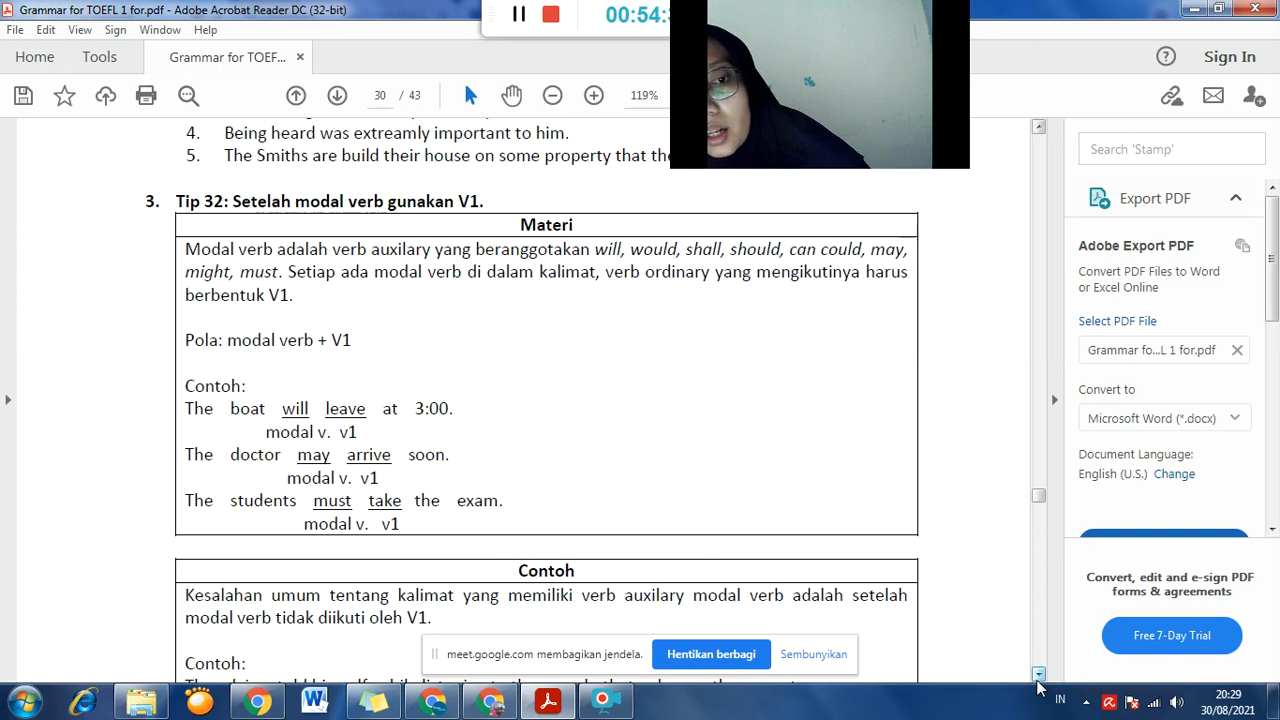 Grammar for TOEFL 1 for.pdf - Adobe Acrobat Reader DC (32-bit)
00:54:
File Edit View Sign Window Help
Home Tools Grammar for TOEF... × Sign In
30 / 43 119%
4. Being heard was extreamly important to him.
5. The Smiths are build their house on some property that the
3. Tip 32: Setelah modal verb gunakan V1.
Materi
Modal verb adalah verb auxilary yang beranggotakan will, would, shall, should, can could, may,
might, must. Setiap ada modal verb di dalam kalimat, verb ordinary yang mengikutinya harus
berbentuk V1.
Pola: modal verb + V1
Contoh:
The boat will leave at 3:00.
modal v. v1
The doctor may arrive soon.
modal v. v1
The students must take the exam.
modal v. v1
Contoh
Kesalahan umum tentang kalimat yang memiliki verb auxilary modal verb adalah setelah
modal verb tidak diikuti oleh V1.
Contoh:
meet.google.com membagikan jendela. Hentikan berbagi Sembunyikan
Search 'Stamp'
Export PDF
Adobe Export PDF
Convert PDF Files to Word
or Excel Online
Select PDF File
Grammar fo...L 1 for.pdf
Convert to
Microsoft Word (*.docx)
Document Language:
English (U.S.) Change
Convert, edit and e-sign PDF
forms & agreements
Free 7-Day Trial
IN
20:29
30/08/2021